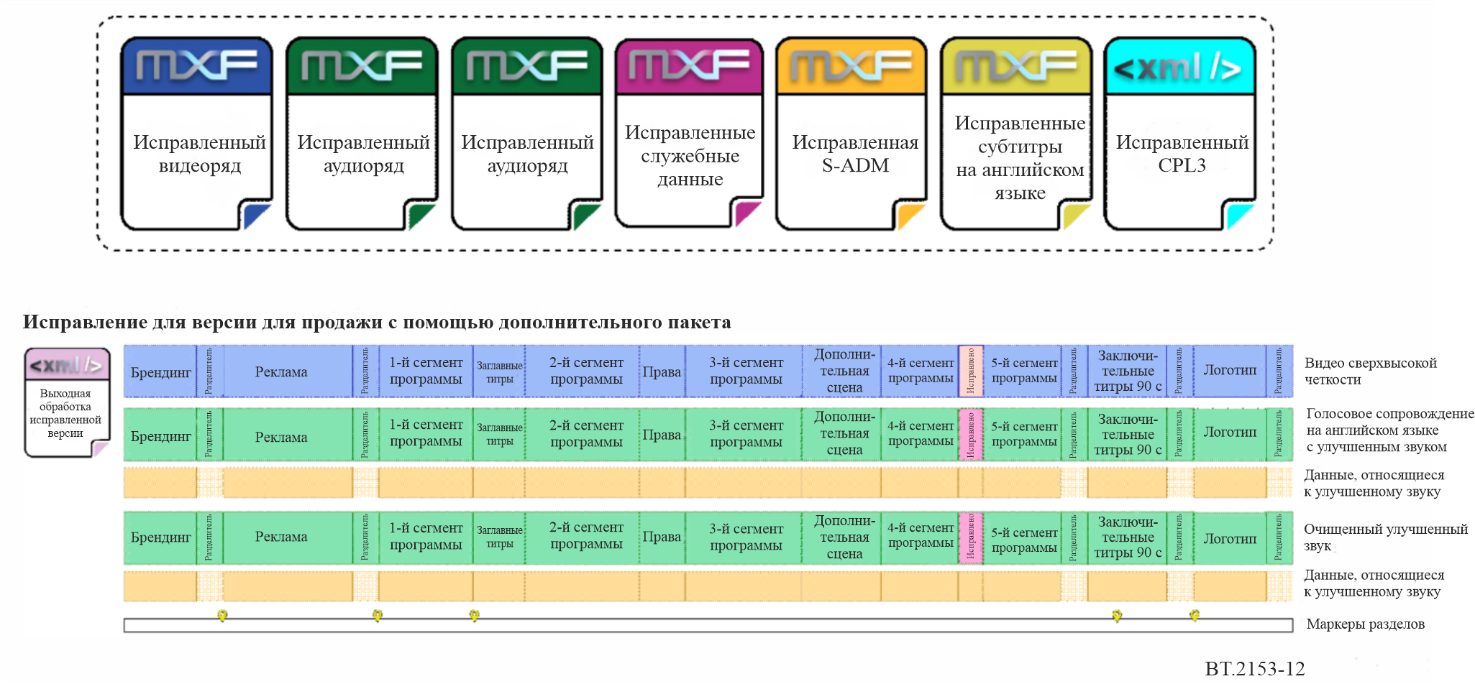 MXF MXF MXF MXF MXF MXF <xml />
Исправленный
видеоряд
Исправленный
аудиоряд
Исправленный
аудиоряд
Исправленные
служебные
данные
Исправленная
S-ADM
Исправленные
субтитры
на английском
языке
Исправленный
CPL3
Исправление для версии для продажи с помощью дополнительного пакета
<xml />
Выходная
обработка
исправленной
версии
Брендинг
Разделитель
Реклама
Разделитель
1-й сегмент
программы
Заглавные
титры
2-й сегмент
программы
Права
3-й сегмент
программы
Дополни-
тельная
сцена
4-й сегмент
программы
Исправлено
5-й сегмент
программы
Разделитель
Заключи-
тельные
титры 90 с
Разделитель
Логотип
Разделитель
Видео сверхвысокой
четкости
Брендинг
Разделитель
Реклама
Разделитель
1-й сегмент
программы
Заглавные
титры
2-й сегмент
программы
Права
3-й сегмент
программы
Дополни-
тельная
сцена
4-й сегмент
программы
Исправлено
5-й сегмент
программы
Разделитель
Заключи-
тельные
титры 90 с
Разделитель
Логотип
Разделитель
Голосовое сопровождение
на английском языке
с улучшенным звуком
Данные, относящиеся
к улучшенному звуку
Брендинг
Разделитель
Реклама
Разделитель
1-й сегмент
программы
Заглавные
титры
2-й сегмент
программы
Права
3-й сегмент
программы
Дополни-
тельная
сцена
4-й сегмент
программы
Исправлено
5-й сегмент
программы
Разделитель
Заключи-
тельные
титры 90 с
Разделитель
Логотип
Разделитель
Очищенный улучшенный
звук
Данные, относящиеся
к улучшенному звуку
Маркеры разделов
BT.2153-12